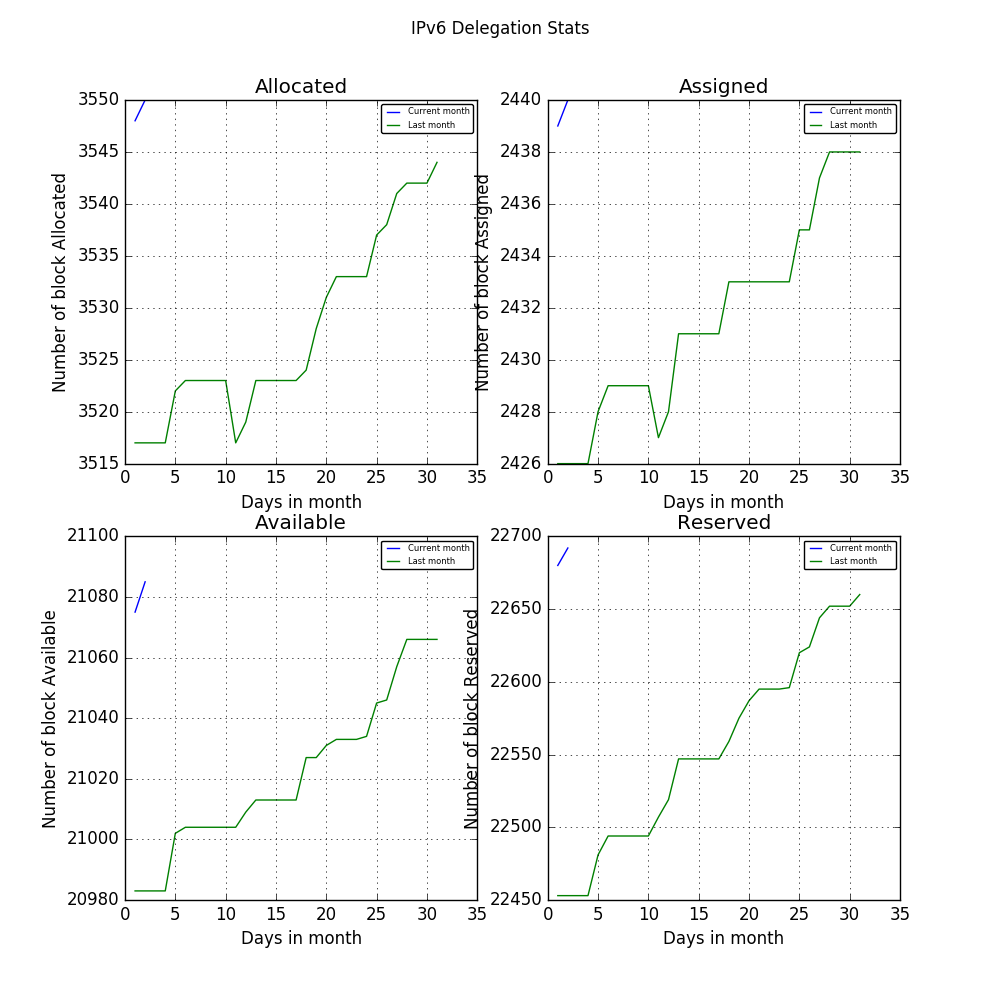 IPv6 Delegation Stats
Allocated
Number of block Allocated
3550
3545
3540
3535
3530
3525
3520
3515
Current month
Last month
0 5 10 15 20 25 30 35
Days in month
Assigned
Number of block Assigned
2440
2438
2436
2434
2432
2430
2428
2426
Current month
Last month
0 5 10 15 20 25 30 35
Days in month
Available
Number of block Available
21100
21080
21060
21040
21020
21000
20980
Current month
Last month
0 5 10 15 20 25 30 35
Days in month
Reserved
Number of block Reserved
22700
22650
22600
22550
22500
22450
Current month
Last month
0 5 10 15 20 25 30 35
Days in month